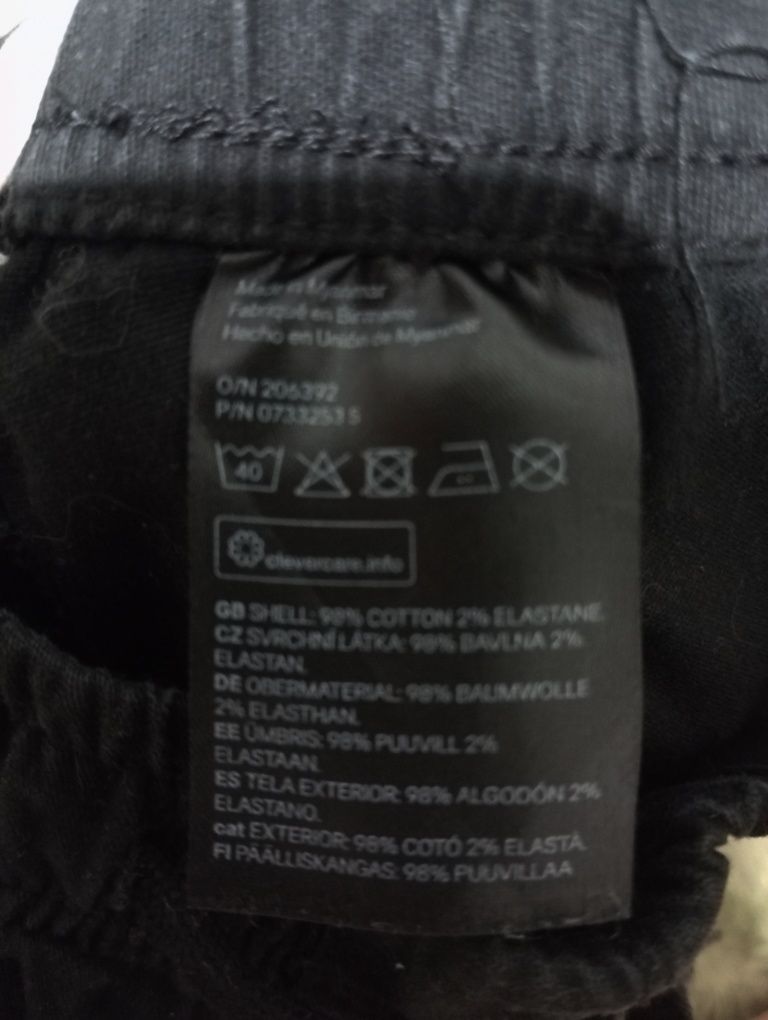 Made in Myanmar
Fabriqué en Birmanie
Hecho en Unión de Myanmar
O/N 206392
P/N 0733253 5
40
clevercare.info
GB SHELL: 98% COTTON 2% ELASTANE.
CZ SVRCHNÍ LÁTKA: 98% BAVLNA 2%
ELASTAN.
DE OBERMATERIAL: 98% BAUMWOLLE
2% ELASTHAN.
EE ÜMBRIS: 98% PUUVILL 2%
ELASTAAN.
ES TELA EXTERIOR: 98% ALGODÓN 2%
ELASTANO.
cat EXTERIOR: 98% COTÓ 2% ELASTÀ.
FI PÄÄLLISKANGAS: 98% PUUVILLAA